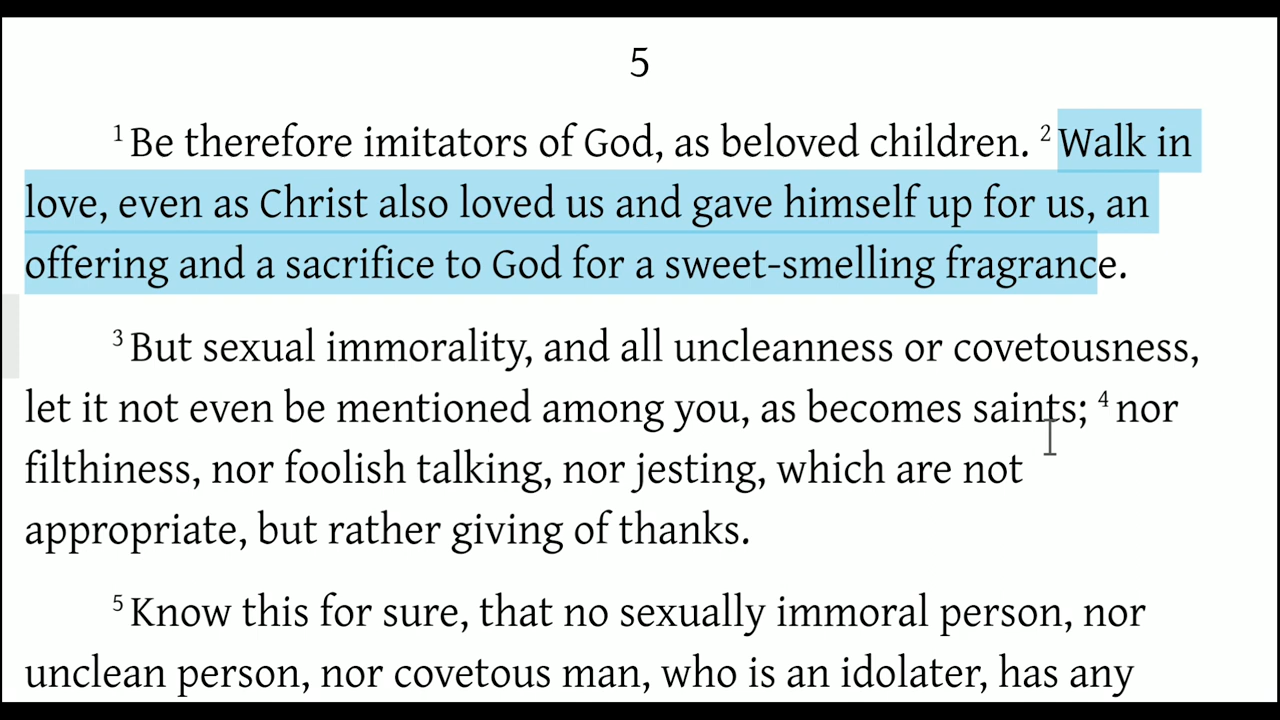 5
1 Be therefore imitators of God, as beloved children. 2 Walk in
love, even as Christ also loved us and gave himself up for us, an
offering and a sacrifice to God for a sweet-smelling fragrance.
3 But sexual immorality, and all uncleanness or covetousness,
let it not even be mentioned among you, as becomes saints; 4 nor
filthiness, nor foolish talking, nor jesting, which are not
appropriate, but rather giving of thanks.
5 Know this for sure, that no sexually immoral person, nor
unclean person, nor covetous man, who is an idolater, has any